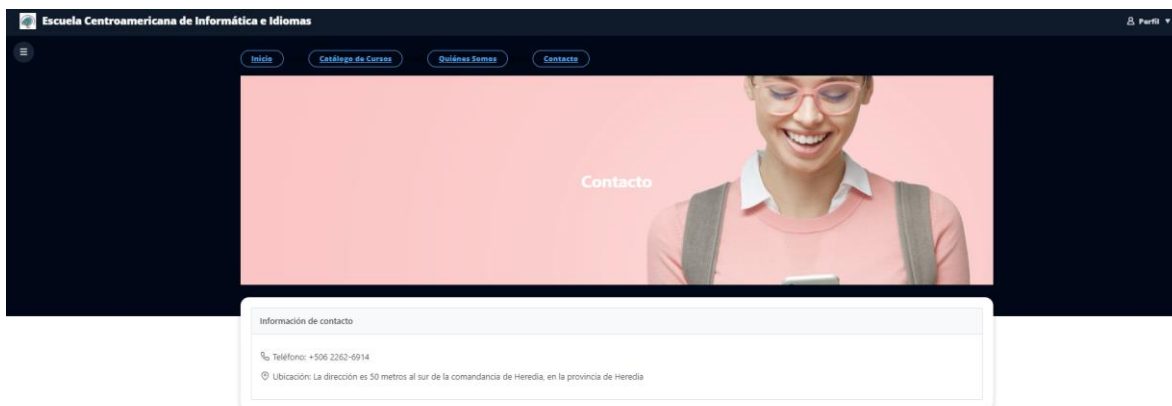 Escuela Centroamericana de Informática e Idiomas
Perfil
Inicio
Catálogo de Cursos
Quiénes Somos
Contacto
Contacto
Información de contacto
Teléfono: +506 2262-6914
Ubicación: La dirección es 50 metros al sur de la comandancia de Heredia, en la provincia de Heredia